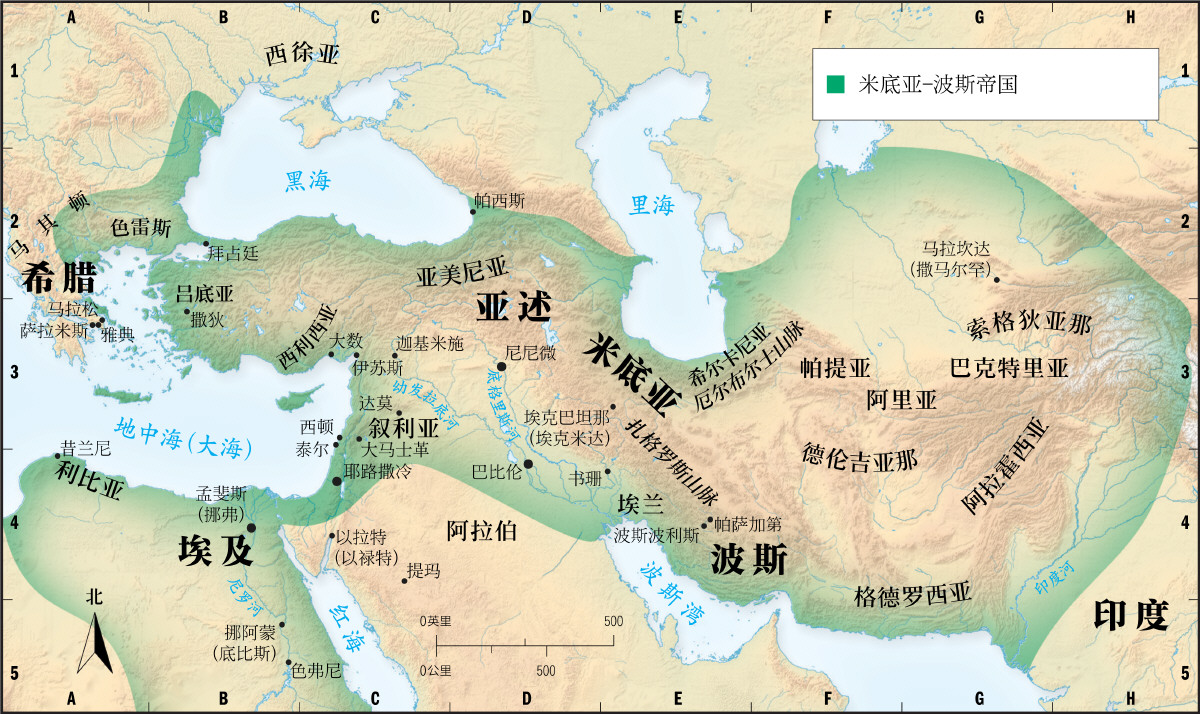 A B C D E F G H
1 1
西徐亚
米底亚–波斯帝国
黑海
里海
帕西斯
2 2
马其顿
色雷斯
拜占廷
希腊
亚美尼亚
马拉坎达
(撒马尔罕)
吕底亚
撒狄
亚述
马拉松
萨拉米斯
雅典
西利西亚
大数
伊苏斯
迦基米施
尼尼微
米底亚
希尔卡尼亚
厄尔布尔士山脉
索格狄亚那
3 3
帕提亚
巴克特里亚
阿里亚
幼发拉底河
底格里斯河
达莫
叙利亚
埃克巴坦那
(埃克米达)
扎格罗斯山脉
地中海(大海)
西顿
泰尔
大马士革
昔兰尼
利比亚
耶路撒冷
巴比伦
书珊
德伦吉亚那
阿拉霍西亚
孟斐斯
(挪弗)
埃兰
4 4
埃及
以拉特
(以禄特)
阿拉伯
波斯波利斯
帕萨加第
波斯
提玛
尼罗河
红海
波斯湾
格德罗西亚
印度河
印度
北
挪阿蒙
(底比斯)
色弗尼
0英里 500
0公里 500
5 5
A B C D E F G H